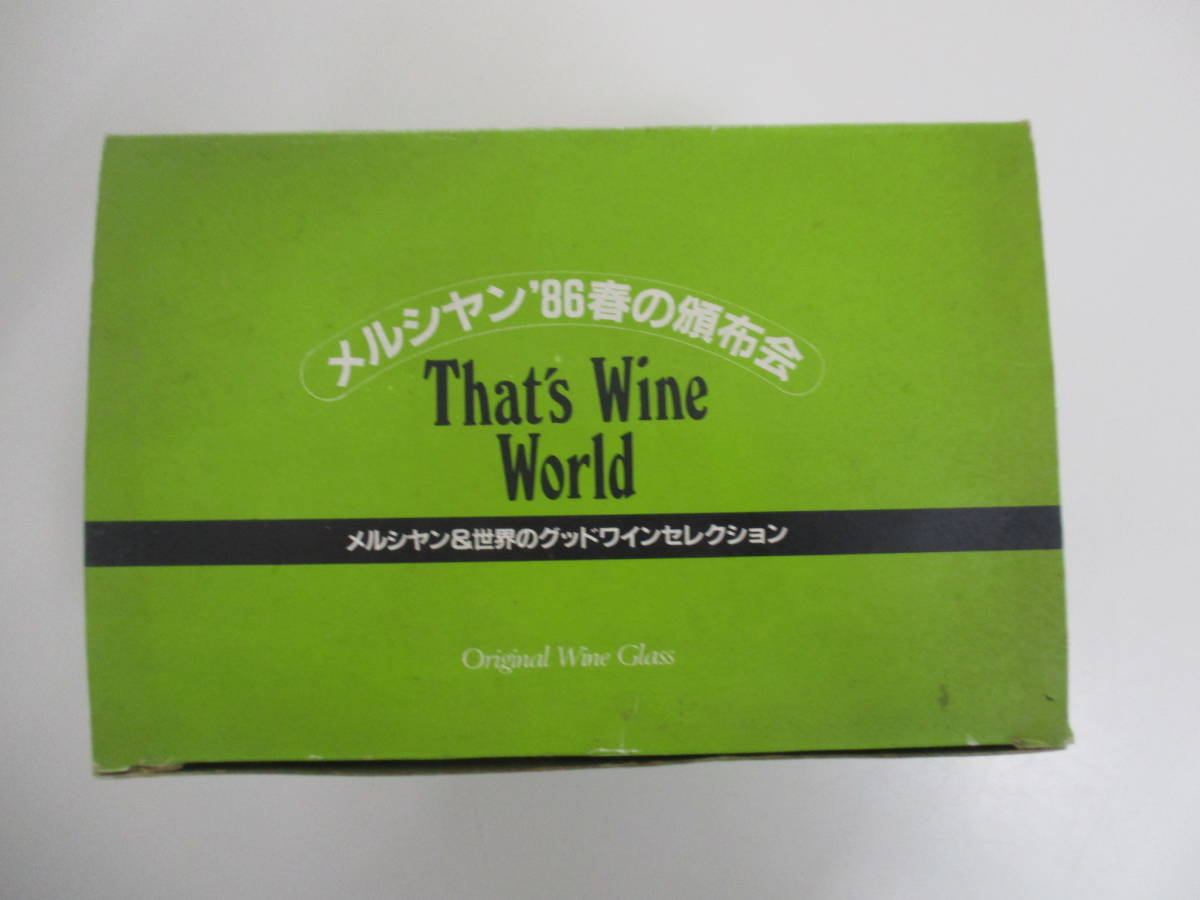 メルシャン'86春の頒布会
That's Wine
World
メルシャン&世界のグッドワインセレクション
Original Wine Glass